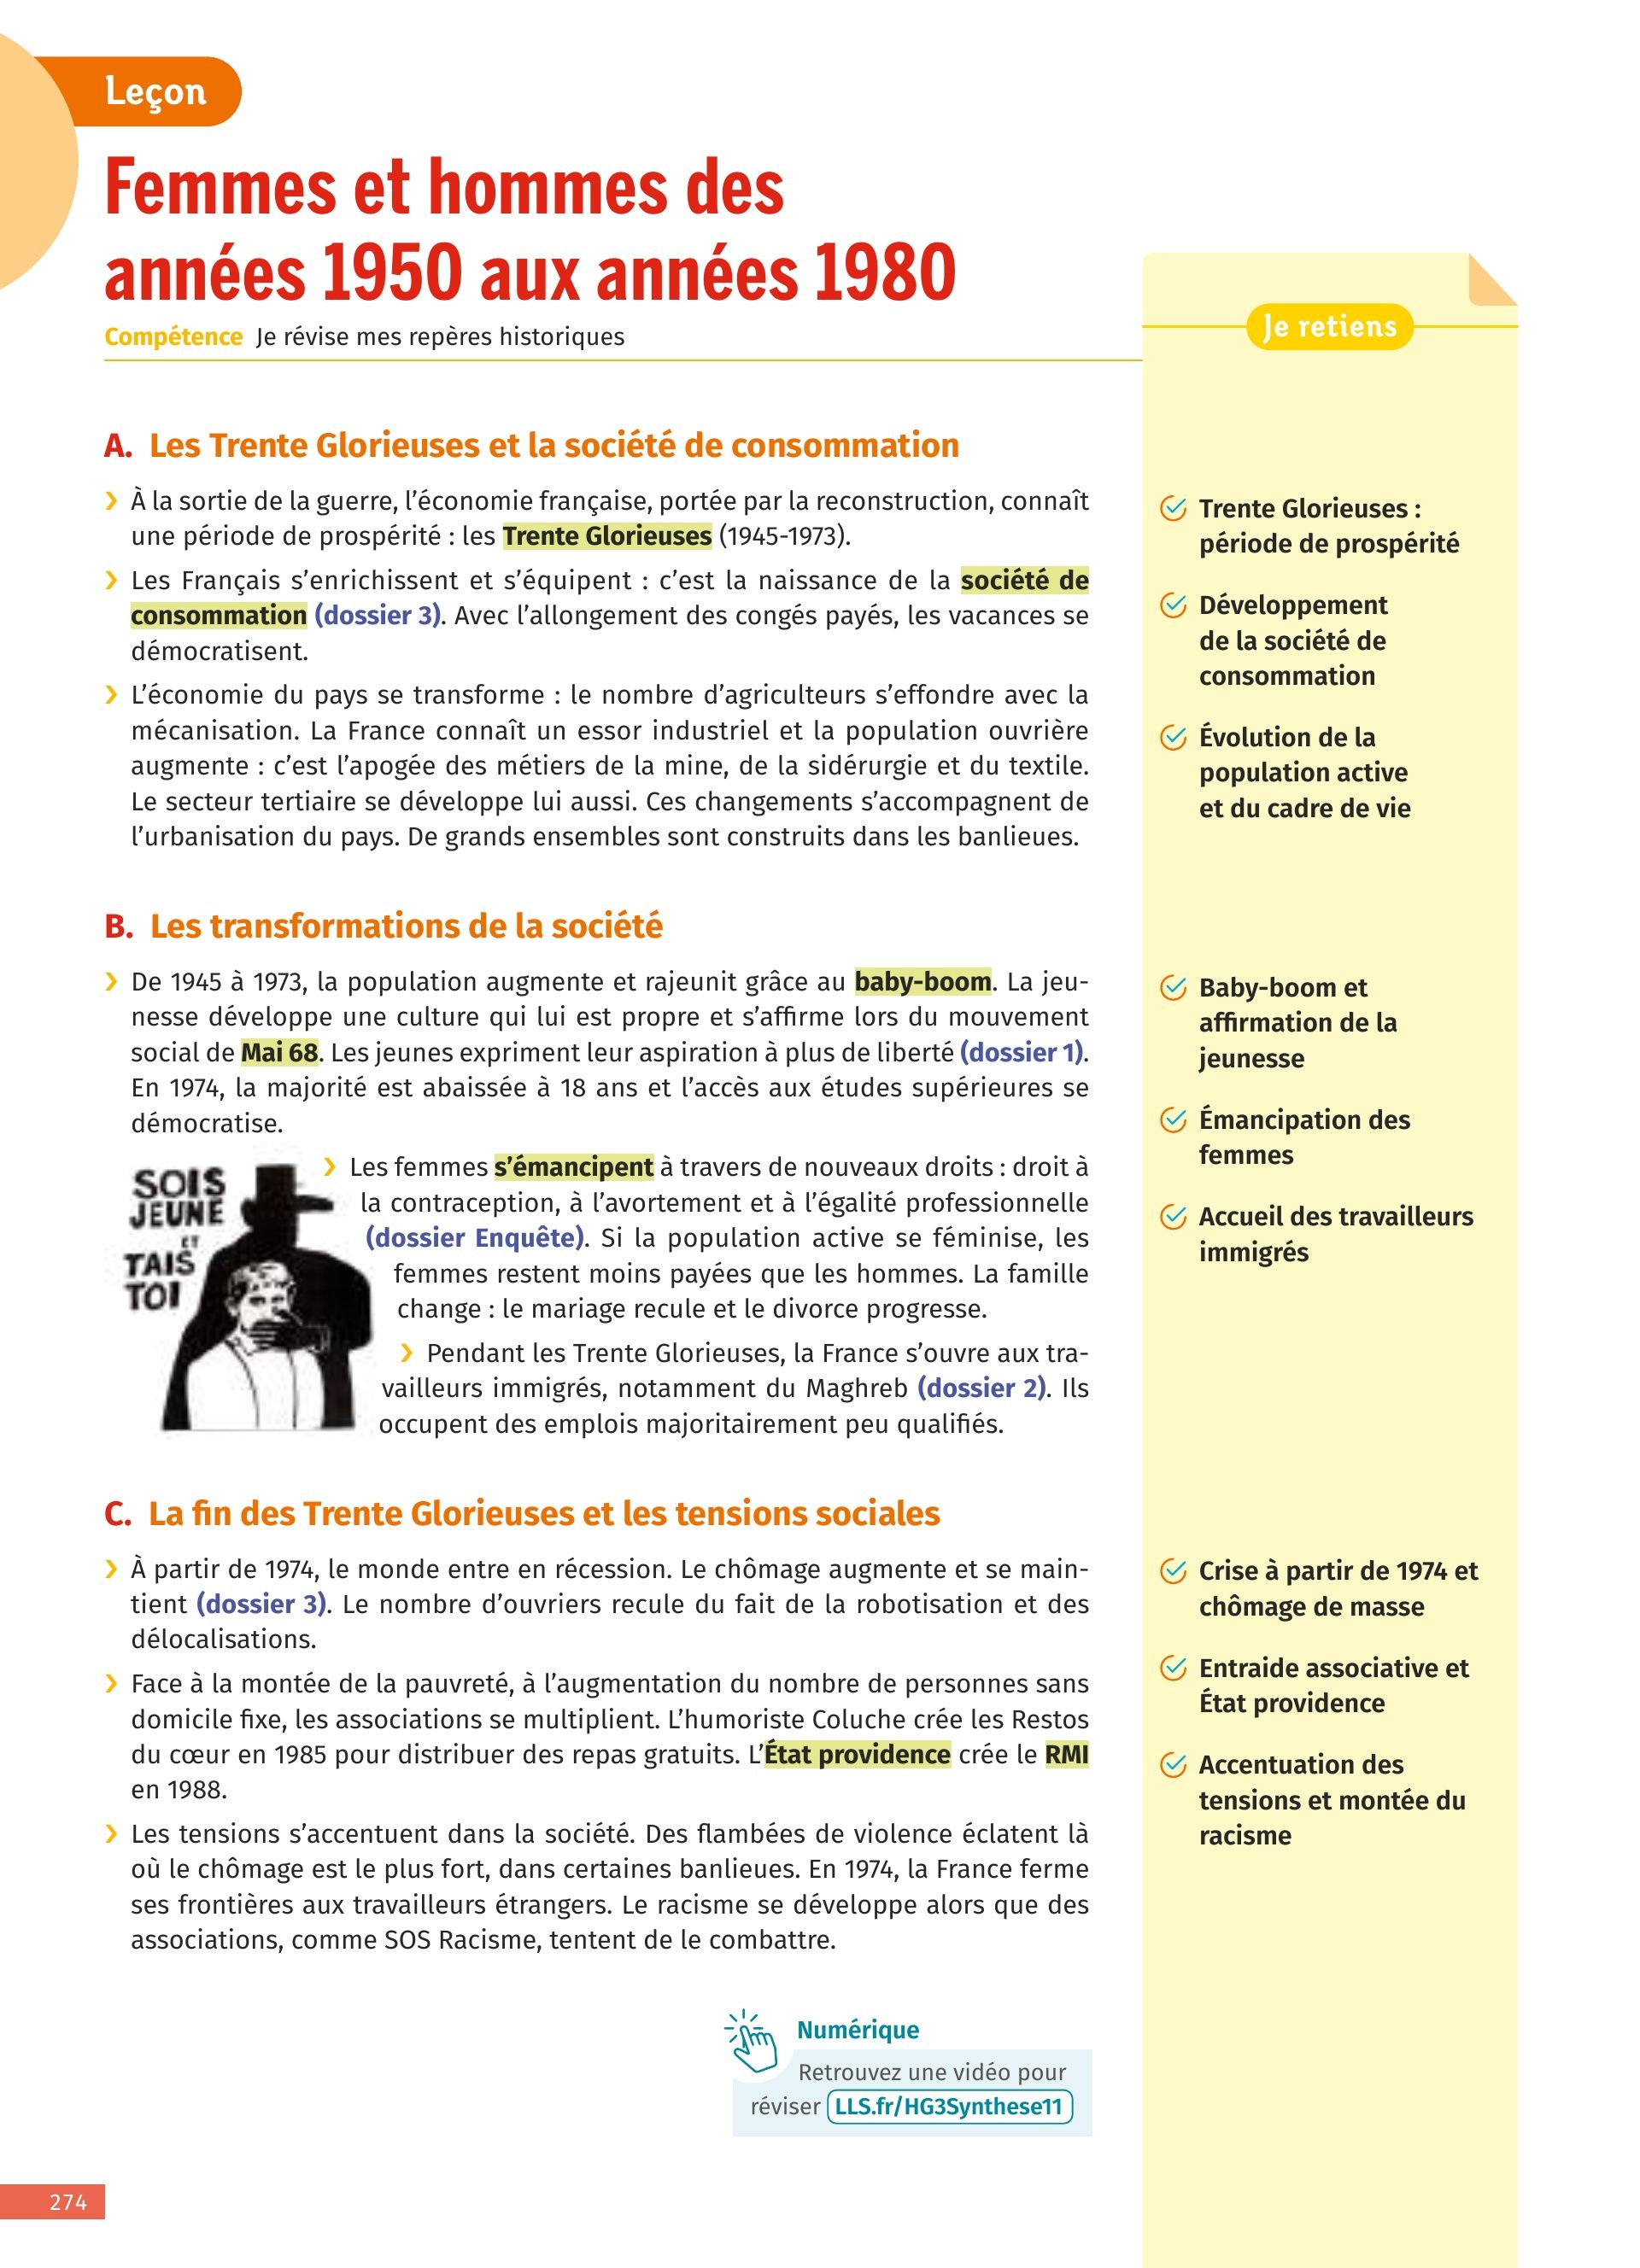 Leçon
Femmes et hommes des
années 1950 aux années 1980
Compétence Je révise mes repères historiques
A. Les Trente Glorieuses et la société de consommation
› À la sortie de la guerre, l’économie française, portée par la reconstruction, connaît
une période de prospérité : les Trente Glorieuses (1945-1973).
› Les Français s’enrichissent et s’équipent : c’est la naissance de la société de
consommation (dossier 3). Avec l’allongement des congés payés, les vacances se
démocratisent.
› L’économie du pays se transforme : le nombre d’agriculteurs s’effondre avec la
mécanisation. La France connaît un essor industriel et la population ouvrière
augmente : c’est l’apogée des métiers de la mine, de la sidérurgie et du textile.
Le secteur tertiaire se développe lui aussi. Ces changements s’accompagnent de
l’urbanisation du pays. De grands ensembles sont construits dans les banlieues.
B. Les transformations de la société
› De 1945 à 1973, la population augmente et rajeunit grâce au baby-boom. La jeu-
nesse développe une culture qui lui est propre et s’affirme lors du mouvement
social de Mai 68. Les jeunes expriment leur aspiration à plus de liberté (dossier 1).
En 1974, la majorité est abaissée à 18 ans et l’accès aux études supérieures se
démocratise.
SOIS
JEUNE
ET
TAIS
TOI
› Les femmes s’émancipent à travers de nouveaux droits : droit à
la contraception, à l’avortement et à l’égalité professionnelle
(dossier Enquête). Si la population active se féminise, les
femmes restent moins payées que les hommes. La famille
change : le mariage recule et le divorce progresse.
› Pendant les Trente Glorieuses, la France s’ouvre aux tra-
vailleurs immigrés, notamment du Maghreb (dossier 2). Ils
occupent des emplois majoritairement peu qualifiés.
C. La fin des Trente Glorieuses et les tensions sociales
› À partir de 1974, le monde entre en récession. Le chômage augmente et se main-
tient (dossier 3). Le nombre d’ouvriers recule du fait de la robotisation et des
délocalisations.
› Face à la montée de la pauvreté, à l’augmentation du nombre de personnes sans
domicile fixe, les associations se multiplient. L’humoriste Coluche crée les Restos
du cœur en 1985 pour distribuer des repas gratuits. L’État providence crée le RMI
en 1988.
› Les tensions s’accentuent dans la société. Des flambées de violence éclatent là
où le chômage est le plus fort, dans certaines banlieues. En 1974, la France ferme
ses frontières aux travailleurs étrangers. Le racisme se développe alors que des
associations, comme SOS Racisme, tentent de le combattre.
Numérique
Retrouvez une vidéo pour
réviser LLS.fr/HG3Synthese11
Je retiens
Trente Glorieuses :
période de prospérité
Développement
de la société de
consommation
Évolution de la
population active
et du cadre de vie
Baby-boom et
affirmation de la
jeunesse
Émancipation des
femmes
Accueil des travailleurs
immigrés
Crise à partir de 1974 et
chômage de masse
Entraide associative et
État providence
Accentuation des
tensions et montée du
racisme
274